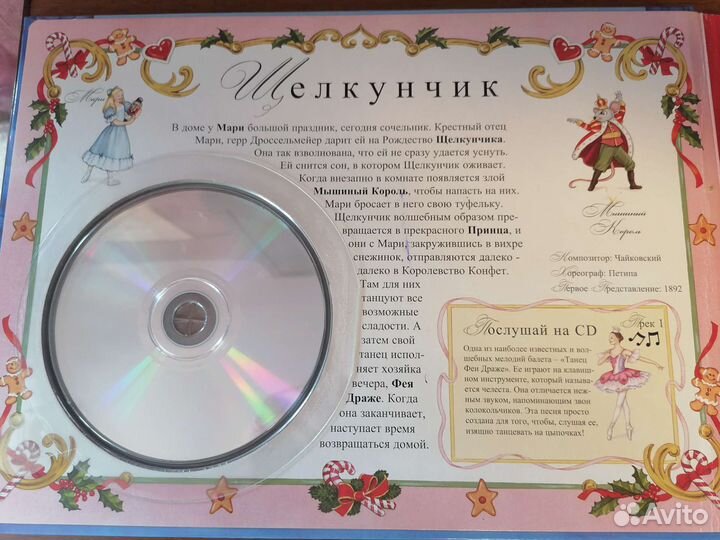 Щелкунчик
Мари
В доме у Мари большой праздник, сегодня сочельник. Крестный отец
Мари, герр Дроссельмейер дарит ей на Рождество Щелкунчика.
Она так взволнована, что ей не сразу удается уснуть.
Ей снится сон, в котором Щелкунчик оживает.
Когда внезапно в комнате появляется злой
Мышиный Король, чтобы напасть на них.
Мари бросает в него свою туфельку.
Щелкунчик волшебным образом пре-
вращается в прекрасного Принца, и
они с Мари, закружившись в вихре
снежинок, отправляются далеко -
далеко в Королевство Конфет.
Там для них
танцуют все
возможные
сладости. А
затем свой
танец испол-
няет хозяйка
вечера, Фея
Драже. Когда
она заканчивает,
наступает время
возвращаться домой.
Мышиный
Король
Композитор: Чайковский
Хореограф: Петипа
Первое Представление: 1892
Послушай на CD
Трек 1
Одна из наиболее известных и вол-
шебных мелодий балета – «Танец
Феи Драже». Ее играют на клавиш-
ном инструменте, который называ-
ется челеста. Она отличается неж-
ным звуком, напоминающим звон
колокольчиков. Эта песня просто
создана для того, чтобы, слушая ее,
изящно танцевать на цыпочках!
Avito